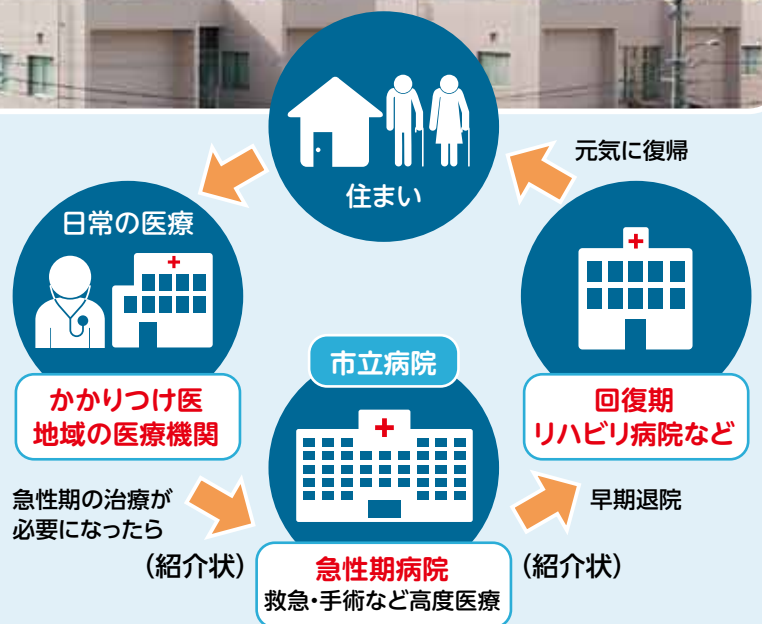 住まい
元気に復帰
日常の医療
かかりつけ医
地域の医療機関
市立病院
回復期
リハビリ病院など
急性期の治療が
必要になったら
(紹介状)
急性期病院
救急・手術など高度医療
早期退院
(紹介状)